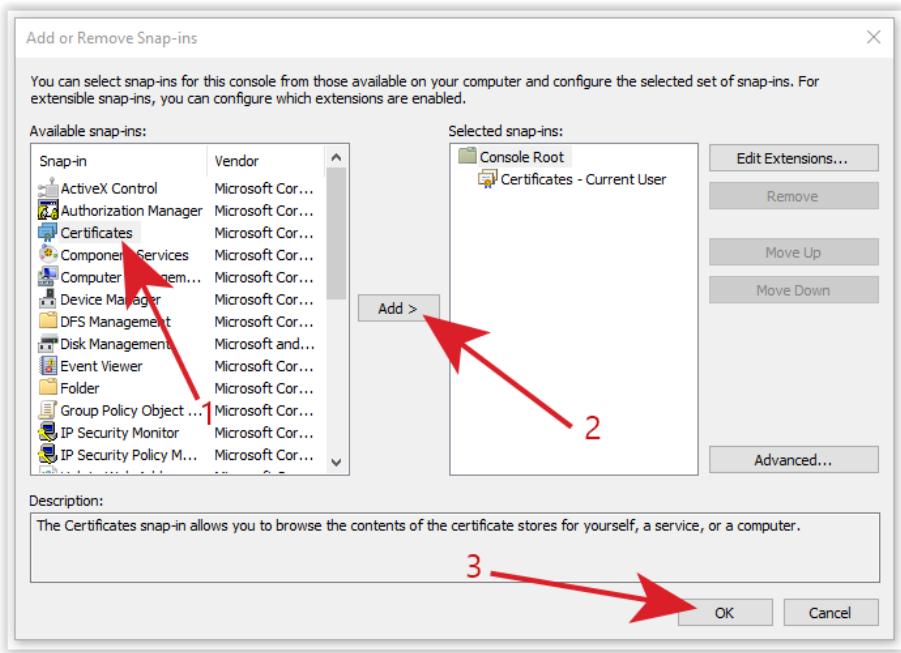 Add or Remove Snap-ins
You can select snap-ins for this console from those available on your computer and configure the selected set of snap-ins. For
extensible snap-ins, you can configure which extensions are enabled.
Available snap-ins:
Snap-in Vendor
ActiveX Control Microsoft Cor...
Authorization Manager Microsoft Cor...
Certificates Microsoft Cor...
Component Services Microsoft Cor...
Computer Managem... Microsoft Cor...
Device Manager Microsoft Cor...
DFS Management Microsoft Cor...
Disk Management Microsoft and...
Event Viewer Microsoft Cor...
Folder Microsoft Cor...
Group Policy Object ... Microsoft Cor...
IP Security Monitor Microsoft Cor...
IP Security Policy M... Microsoft Cor...
1
Add >
2
Selected snap-ins:
Console Root
Certificates - Current User
Edit Extensions...
Remove
Move Up
Move Down
Advanced...
Description:
The Certificates snap-in allows you to browse the contents of the certificate stores for yourself, a service, or a computer.
3
OK
Cancel